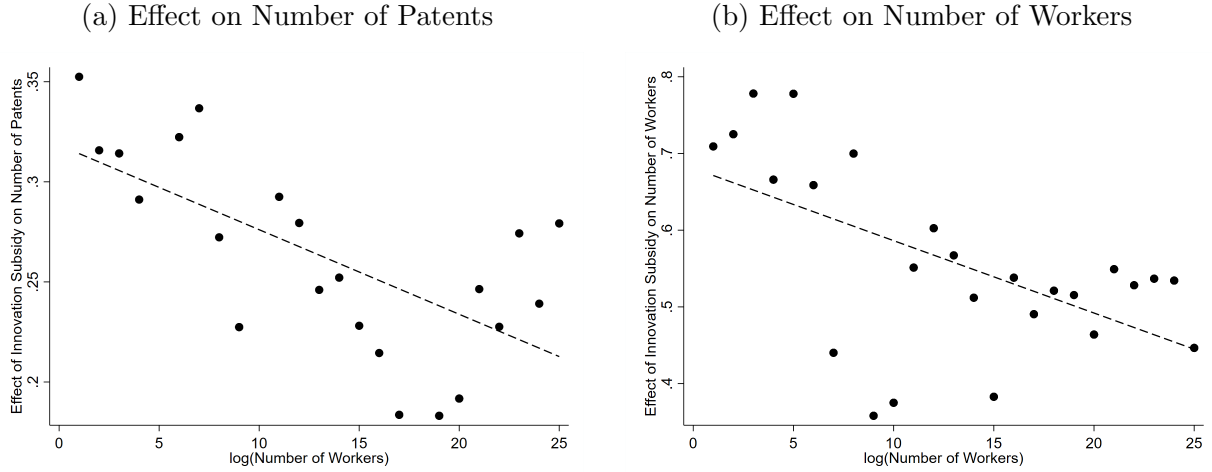 (a) Effect on Number of Patents
Effect of Innovation Subsidy on Number of Patents
.35
.3
.25
.2
0 5 10 15 20 25
log(Number of Workers)
(b) Effect on Number of Workers
Effect of Innovation Subsidy on Number of Workers
.8
.7
.6
.5
.4
0 5 10 15 20 25
log(Number of Workers)